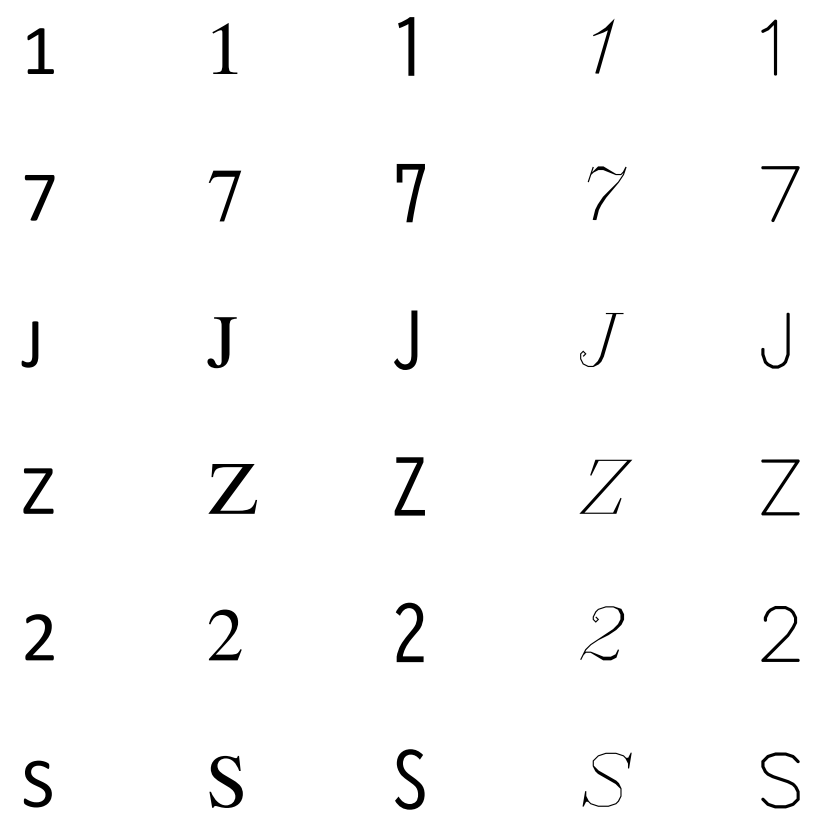 1 1 1 1 1
7 7 7 7 7
J J J J J
Z Z Z Z Z
2 2 2 2 2
S S S S S